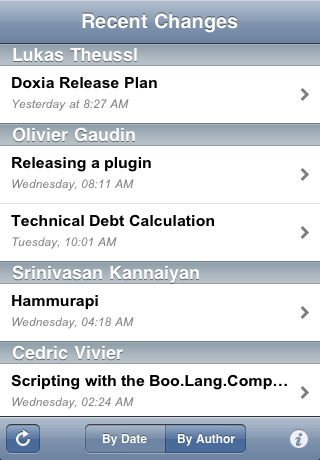 Recent Changes
Lukas Theussl
Doxia Release Plan
Yesterday at 8:27 AM
Olivier Gaudin
Releasing a plugin
Wednesday, 08:11 AM
Technical Debt Calculation
Tuesday, 10:01 AM
Srinivasan Kannaiyan
Hammurapi
Wednesday, 04:18 AM
Cedric Vivier
Scripting with the Boo.Lang.Comp...
Wednesday, 02:24 AM
By Date By Author